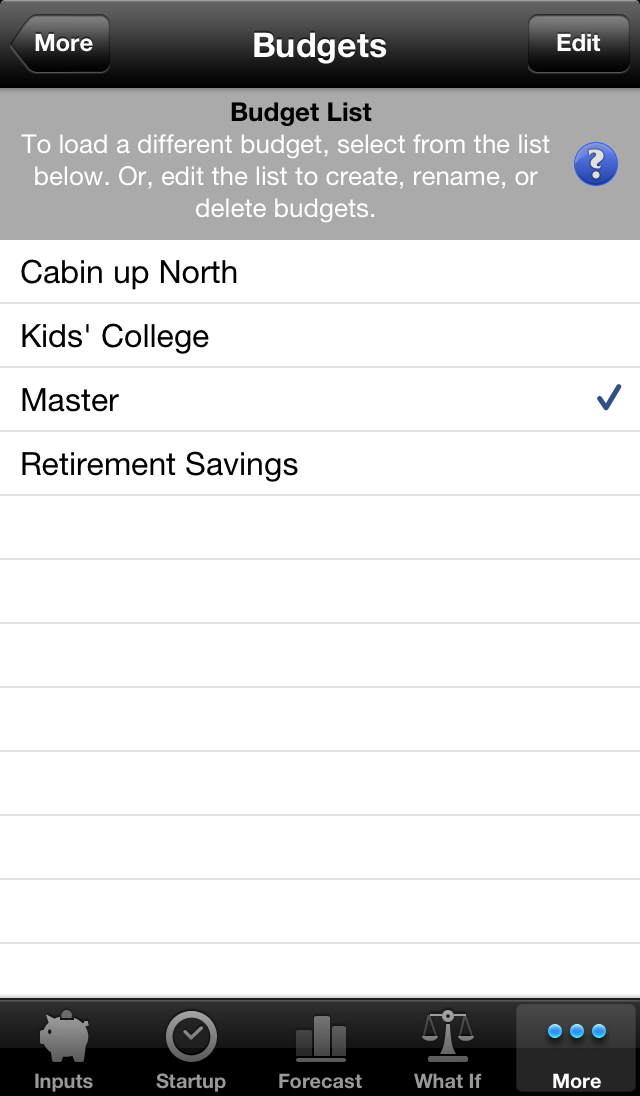 More
Budgets
Edit
Budget List
To load a different budget, select from the list
below. Or, edit the list to create, rename, or
delete budgets.
?
Cabin up North
Kids' College
Master
Retirement Savings
Inputs
Startup
Forecast
What If
More